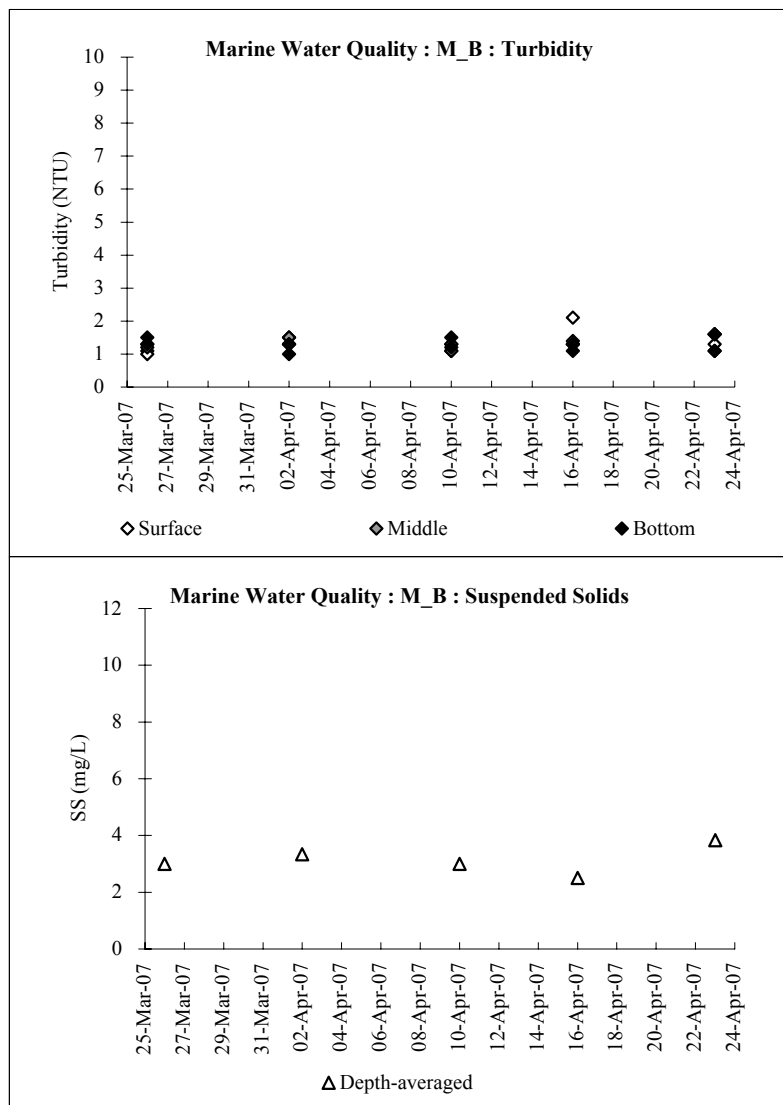 Marine Water Quality : M_B : Turbidity
10
9
8
7
6
5
4
3
2
1
0
Turbidity (NTU)
25-Mar-07
27-Mar-07
29-Mar-07
31-Mar-07
02-Apr-07
04-Apr-07
06-Apr-07
08-Apr-07
10-Apr-07
12-Apr-07
14-Apr-07
16-Apr-07
18-Apr-07
20-Apr-07
22-Apr-07
24-Apr-07
Surface Middle Bottom
Marine Water Quality : M_B : Suspended Solids
12
10
8
6
4
2
0
SS (mg/L)
25-Mar-07
27-Mar-07
29-Mar-07
31-Mar-07
02-Apr-07
04-Apr-07
06-Apr-07
08-Apr-07
10-Apr-07
12-Apr-07
14-Apr-07
16-Apr-07
18-Apr-07
20-Apr-07
22-Apr-07
24-Apr-07
Depth-averaged